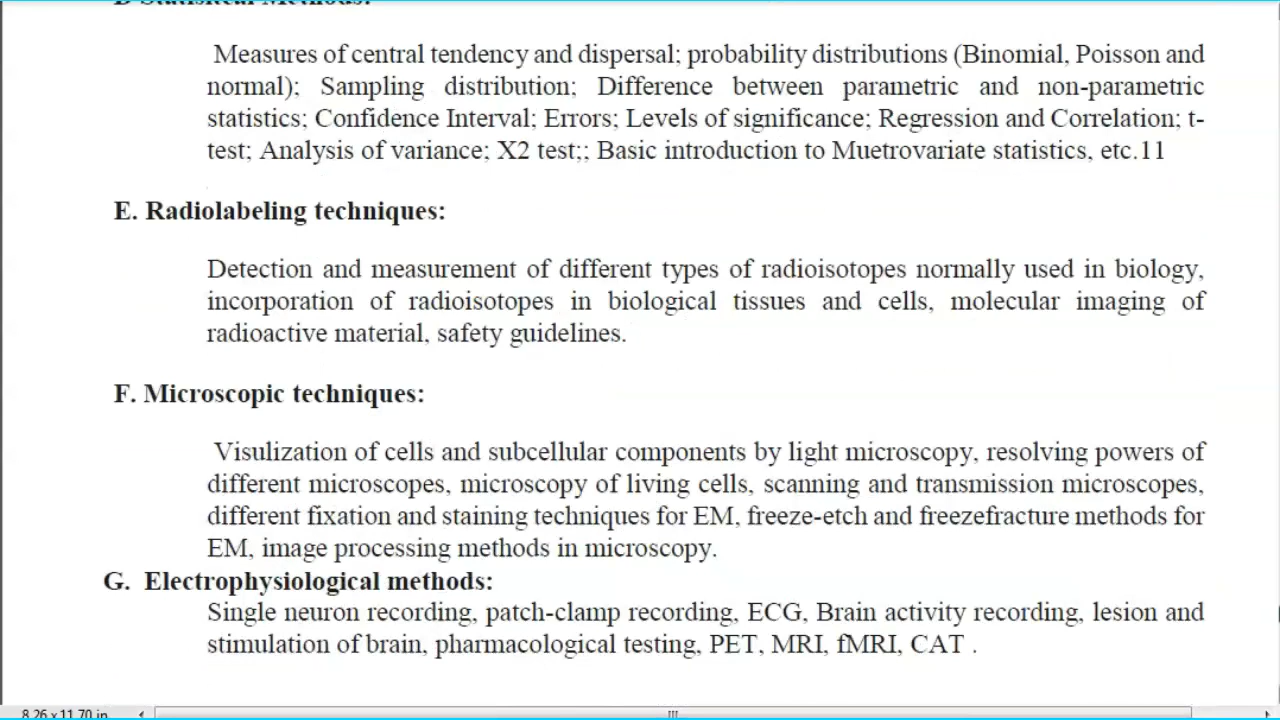 D Statisitcal Methods:
Measures of central tendency and dispersal; probability distributions (Binomial, Poisson and
normal); Sampling distribution; Difference between parametric and non-parametric
statistics; Confidence Interval; Errors; Levels of significance; Regression and Correlation; t-
test; Analysis of variance; X2 test;; Basic introduction to Muetrovariate statistics, etc.11
E. Radiolabeling techniques:
Detection and measurement of different types of radioisotopes normally used in biology,
incorporation of radioisotopes in biological tissues and cells, molecular imaging of
radioactive material, safety guidelines.
F. Microscopic techniques:
Visulization of cells and subcellular components by light microscopy, resolving powers of
different microscopes, microscopy of living cells, scanning and transmission microscopes,
different fixation and staining techniques for EM, freeze-etch and freezefracture methods for
EM, image processing methods in microscopy.
G. Electrophysiological methods:
Single neuron recording, patch-clamp recording, ECG, Brain activity recording, lesion and
stimulation of brain, pharmacological testing, PET, MRI, fMRI, CAT .
8.26 x 11.70 in